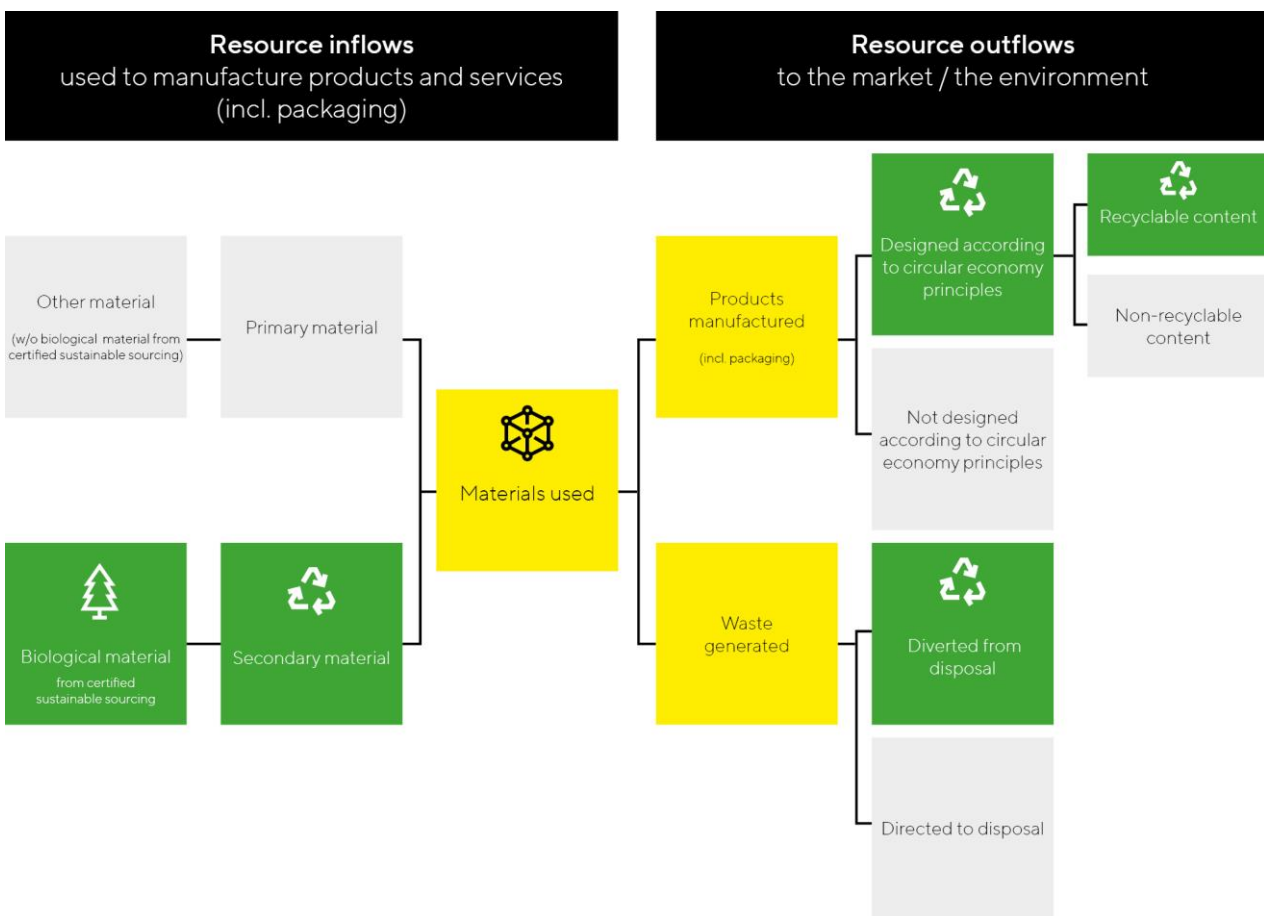 Resource inflows
used to manufacture products and services
(incl. packaging)
Resource outflows
to the market / the environment
Other material
(w/o biological material from
certified sustainable sourcing)
Primary material
Biological material
from certified
sustainable sourcing
Secondary material
Materials used
Products
manufactured
(incl. packaging)
Designed according
to circular economy
principles
Recyclable content
Non-recyclable
content
Not designed
according to circular
economy principles
Waste
generated
Diverted from
disposal
Directed to disposal